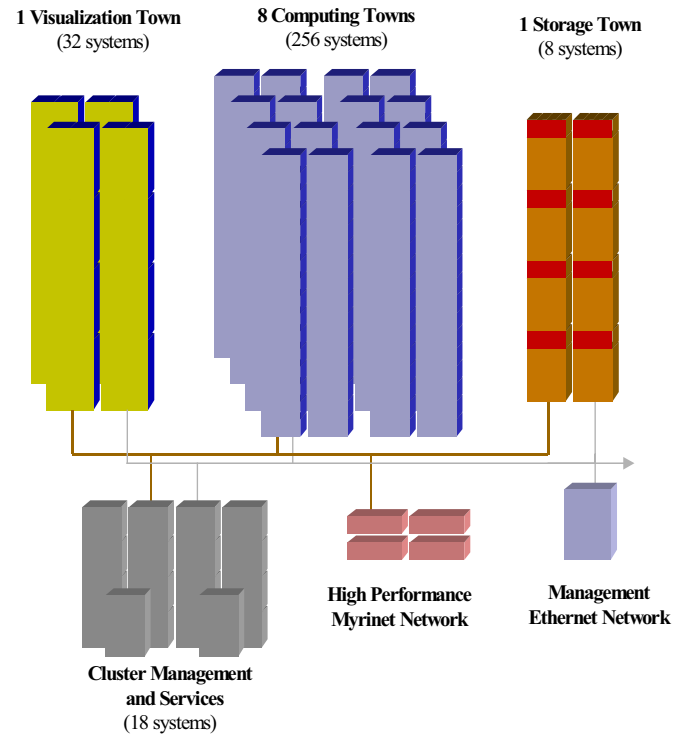 1 Visualization Town
(32 systems)
8 Computing Towns
(256 systems)
1 Storage Town
(8 systems)
High Performance
Myrinet Network
Management
Ethernet Network
Cluster Management
and Services
(18 systems)